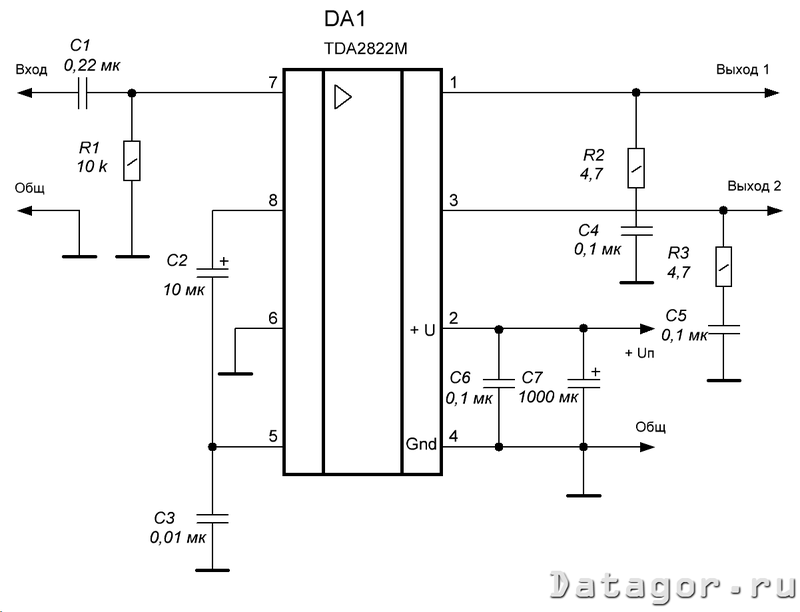 DA1
TDA2822M
C1
0,22 мк
Вход
7
1
Выход 1
R1
10 k
R2
4,7
Общ
8
3
Выход 2
C2
+
10 мк
C4
0,1 мк
R3
4,7
6
+ U
2
C5
0,1 мк
+ Uп
C6
0,1 мк
C7
+
1000 мк
5
Gnd
4
Общ
C3
0,01 мк
Datagor.ru